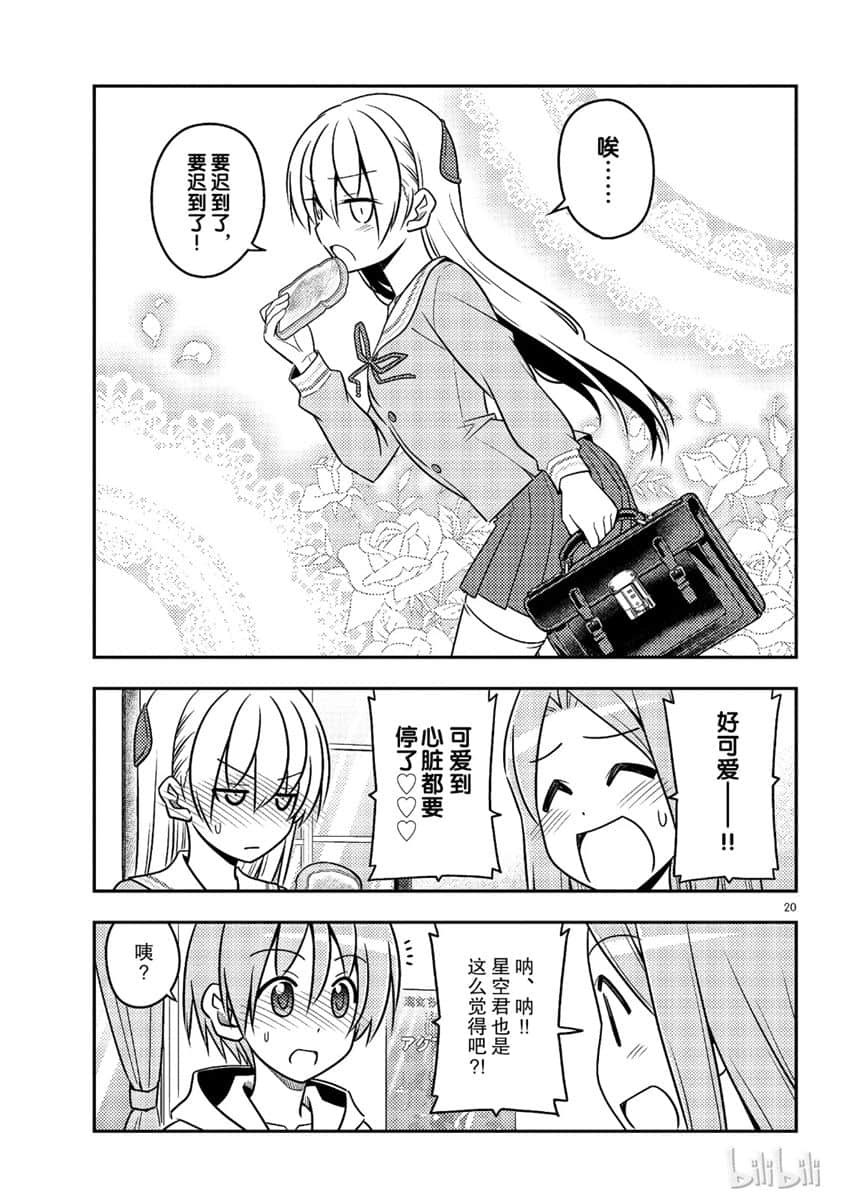 唉……
要迟到了,
要迟到了!
好可爱——!!
可爱到
心脏都要
停了♡♡♡
20
呐、呐!!
星空君也是
这么觉得吧?!
咦?
bilibili